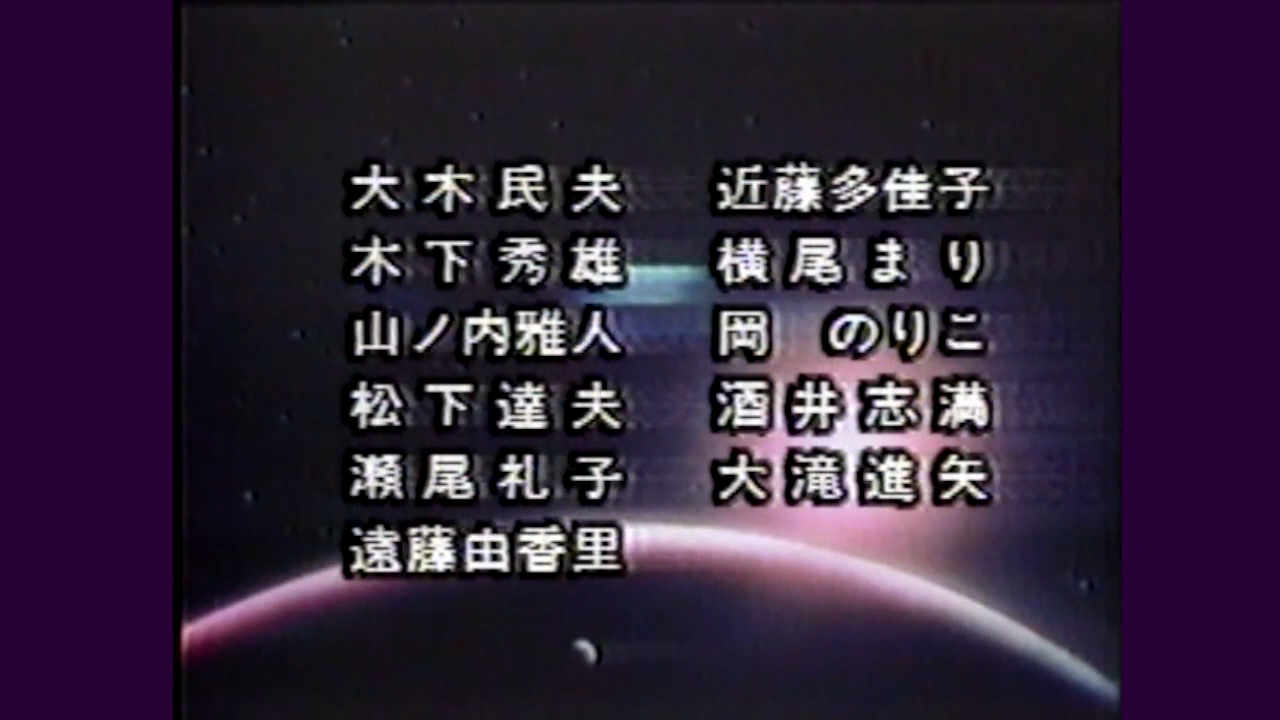 大木民夫 近藤多佳子
木下秀雄 横尾まり
山ノ内雅人 岡 のりこ
松下達夫 酒井志満
瀬尾礼子 大滝進矢
遠藤由香里